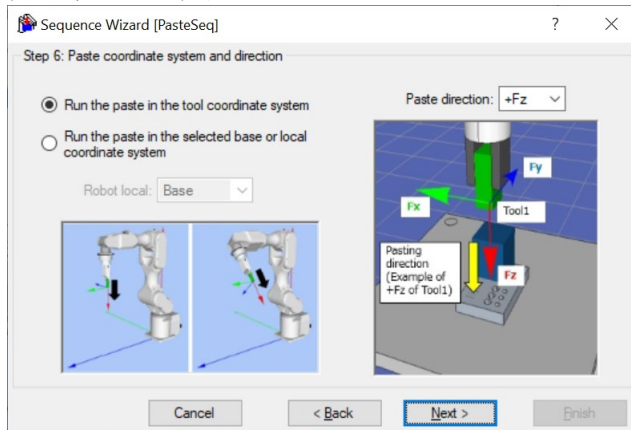 Sequence Wizard [PasteSeq]
?
Step 6: Paste coordinate system and direction
Run the paste in the tool coordinate system
Run the paste in the selected base or local
coordinate system
Robot local: Base
Paste direction: +Fz
Fy
Fx
Tool1
Pasting
direction
(Example of
+Fz of Tool1)
Fz
Cancel
< Back
Next >
Finish